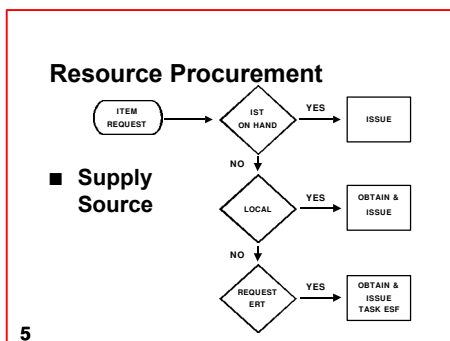 Resource Procurement
ITEM
REQUEST
IST
ON HAND
YES
ISSUE
NO
■ Supply
Source
LOCAL
YES
OBTAIN &
ISSUE
NO
REQUEST
ERT
YES
OBTAIN &
ISSUE
TASK ESF
5